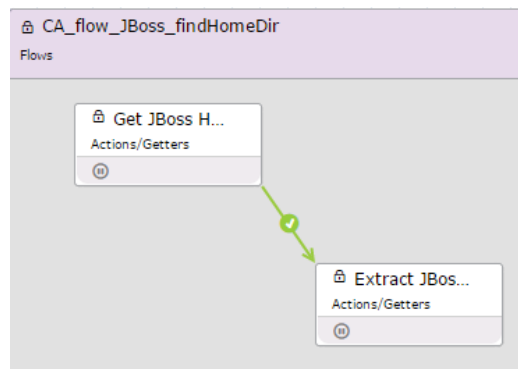 CA_flow_JBoss_findHomeDir
Flows
Get JBoss H...
Actions/Getters
Extract JBos...
Actions/Getters